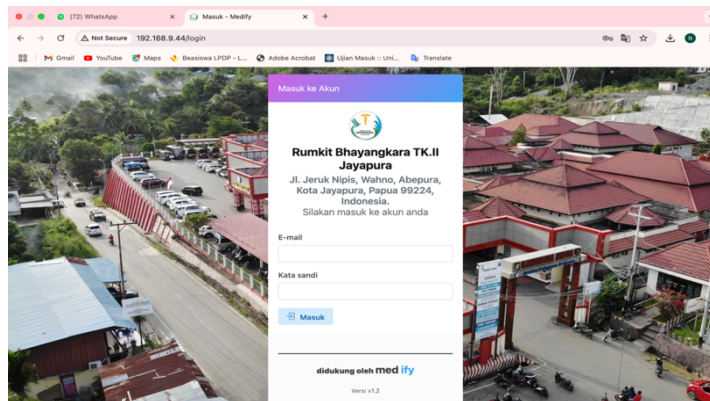 (72) WhatsApp
Masuk - Medify
Not Secure
192.168.9.44/login
Gmail
YouTube
Maps
Beasiswa LPDP - L...
Adobe Acrobat
Ujian Masuk :: Uni...
Translate
Masuk ke Akun
Rumkit Bhayangkara TK.II
Jayapura
Jl. Jeruk Nipis, Wahno, Abepura,
Kota Jayapura, Papua 99224,
Indonesia.
Silakan masuk ke akun anda
E-mail
Kata sandi
Masuk
didukung oleh med ify
Versi v1.2